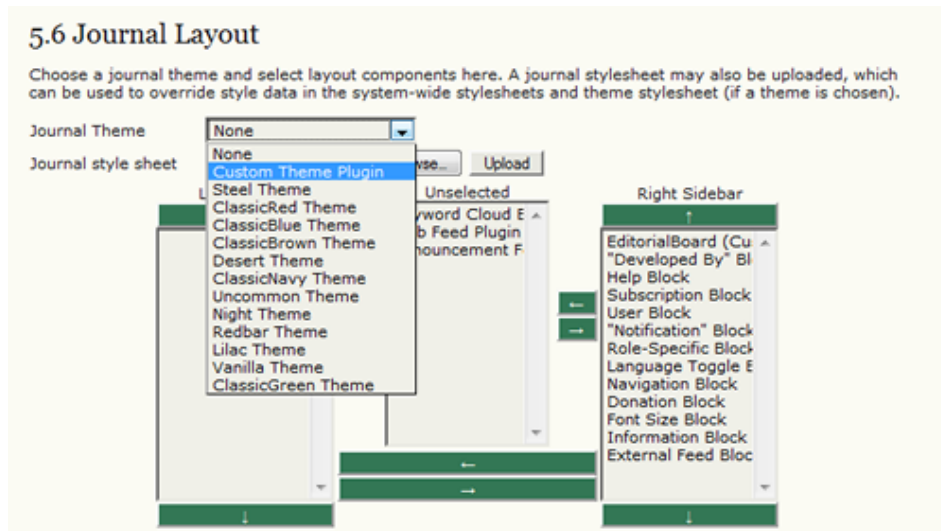 5.6 Journal Layout
Choose a journal theme and select layout components here. A journal stylesheet may also be uploaded, which
can be used to override style data in the system-wide stylesheets and theme stylesheet (if a theme is chosen).
Journal Theme
None
Journal style sheet
Upload
None
Custom Theme Plugin
Steel Theme
ClassicRed Theme
ClassicBlue Theme
ClassicBrown Theme
Desert Theme
ClassicNavy Theme
Uncommon Theme
Night Theme
Redbar Theme
Lilac Theme
Vanilla Theme
ClassicGreen Theme
Unselected
Cloud
Feed Plugin
Right Sidebar
↑
EditorialBoard
"Developed By"
Help Block
Subscription Block
User Block
"Notification" Block
Role-Specific
Language Toggle
Navigation Block
Donation Block
Font Size Block
Information Block
External Feed
←
→
←
→
↓
↓